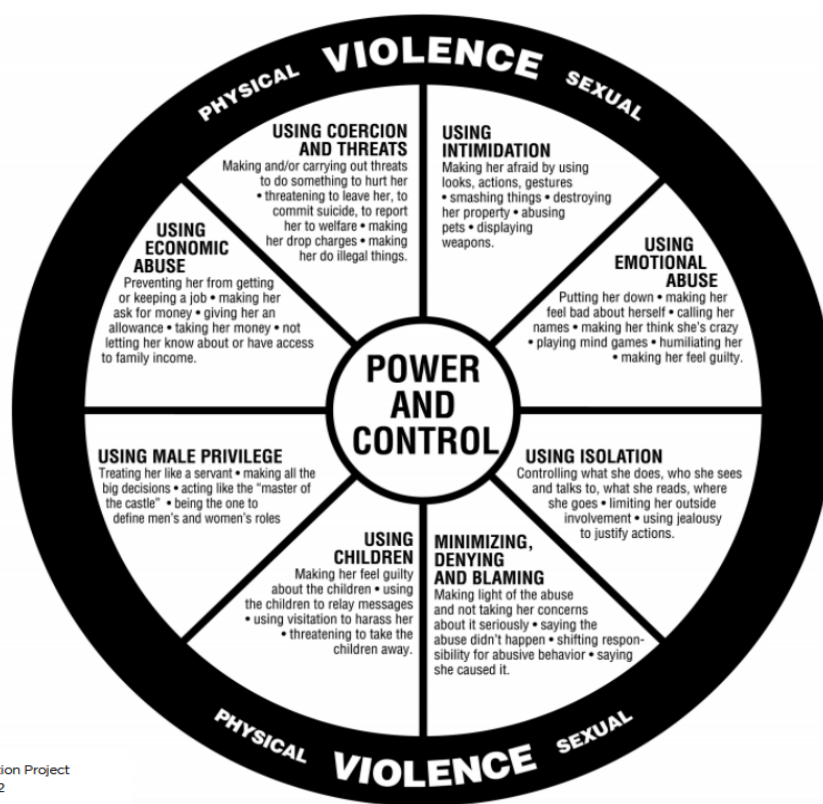 PHYSICAL VIOLENCE SEXUAL
USING COERCION
AND THREATS
Making and/or carrying out threats
to do something to hurt her
• threatening to leave her, to
commit suicide, to report
her to welfare • making
her drop charges • making
her do illegal things.
USING
INTIMIDATION
Making her afraid by using
looks, actions, gestures
• smashing things • destroying
her property • abusing
pets • displaying
weapons.
USING
ECONOMIC
ABUSE
Preventing her from getting
or keeping a job • making her
ask for money • giving her an
allowance • taking her money • not
letting her know about or have access
to family income.
USING
EMOTIONAL
ABUSE
Putting her down • making her
feel bad about herself • calling her
names • making her think she's crazy
• playing mind games • humiliating her
• making her feel guilty.
POWER
AND
CONTROL
USING MALE PRIVILEGE
Treating her like a servant • making all the
big decisions • acting like the "master of
the castle" • being the one to
define men's and women's roles
USING ISOLATION
Controlling what she does, who she sees
and talks to, what she reads, where
she goes • limiting her outside
involvement • using jealousy
to justify actions.
USING
CHILDREN
Making her feel guilty
about the children • using
the children to relay messages
• using visitation to harass her
• threatening to take the
children away.
MINIMIZING,
DENYING
AND BLAMING
Making light of the abuse
and not taking her concerns
about it seriously • saying the
abuse didn't happen • shifting respon-
sibility for abusive behavior • saying
she caused it.
PHYSICAL VIOLENCE SEXUAL
ion Project
2